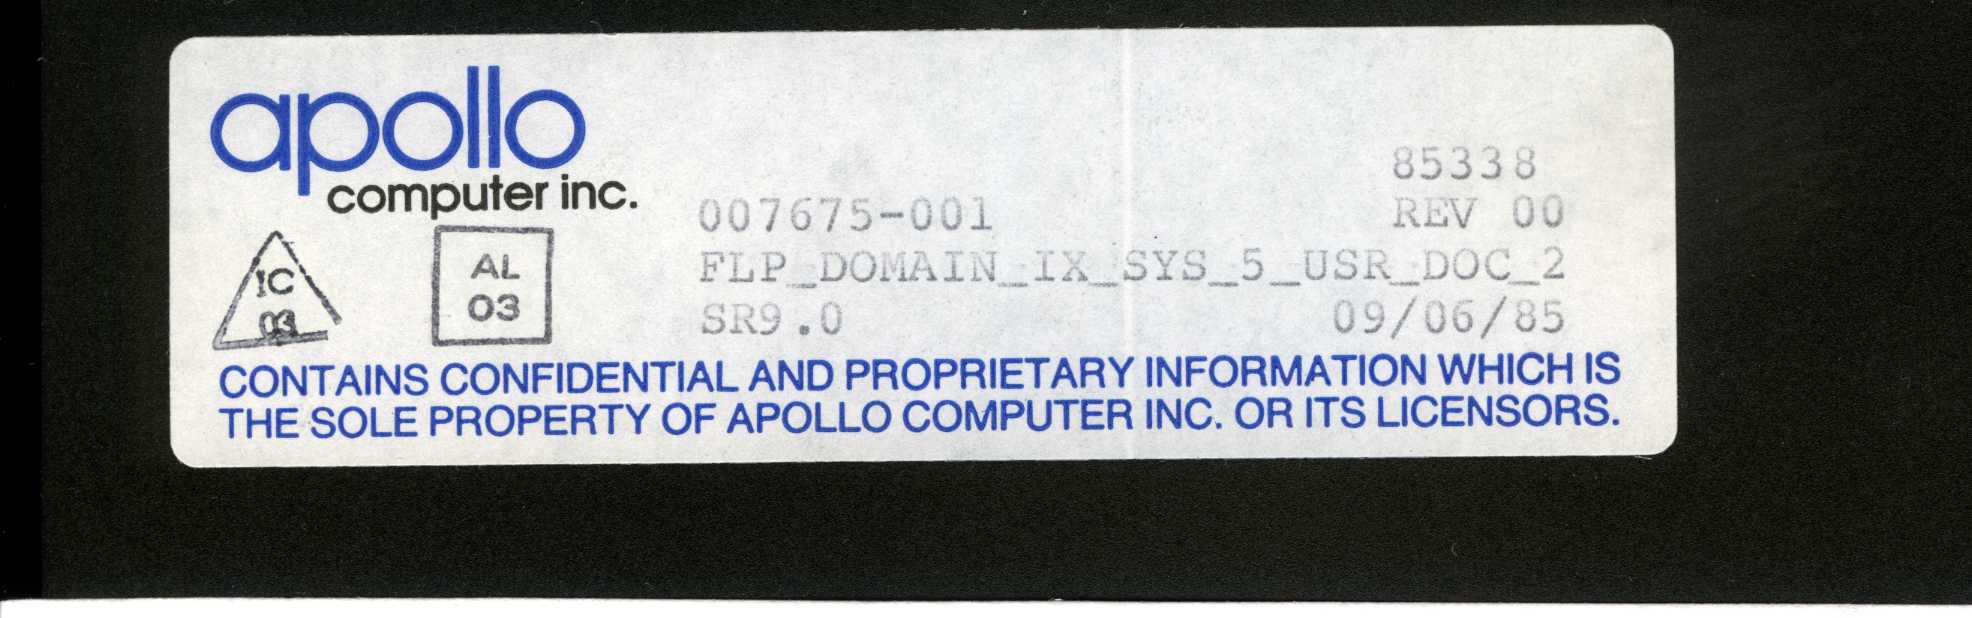 apollo
computer inc.
85338
007675-001 REV 00
IC
03
AL
03
FLP_DOMAIN_IX_SYS_5_USR_DOC_2
SR9.0 09/06/85
CONTAINS CONFIDENTIAL AND PROPRIETARY INFORMATION WHICH IS
THE SOLE PROPERTY OF APOLLO COMPUTER INC. OR ITS LICENSORS.